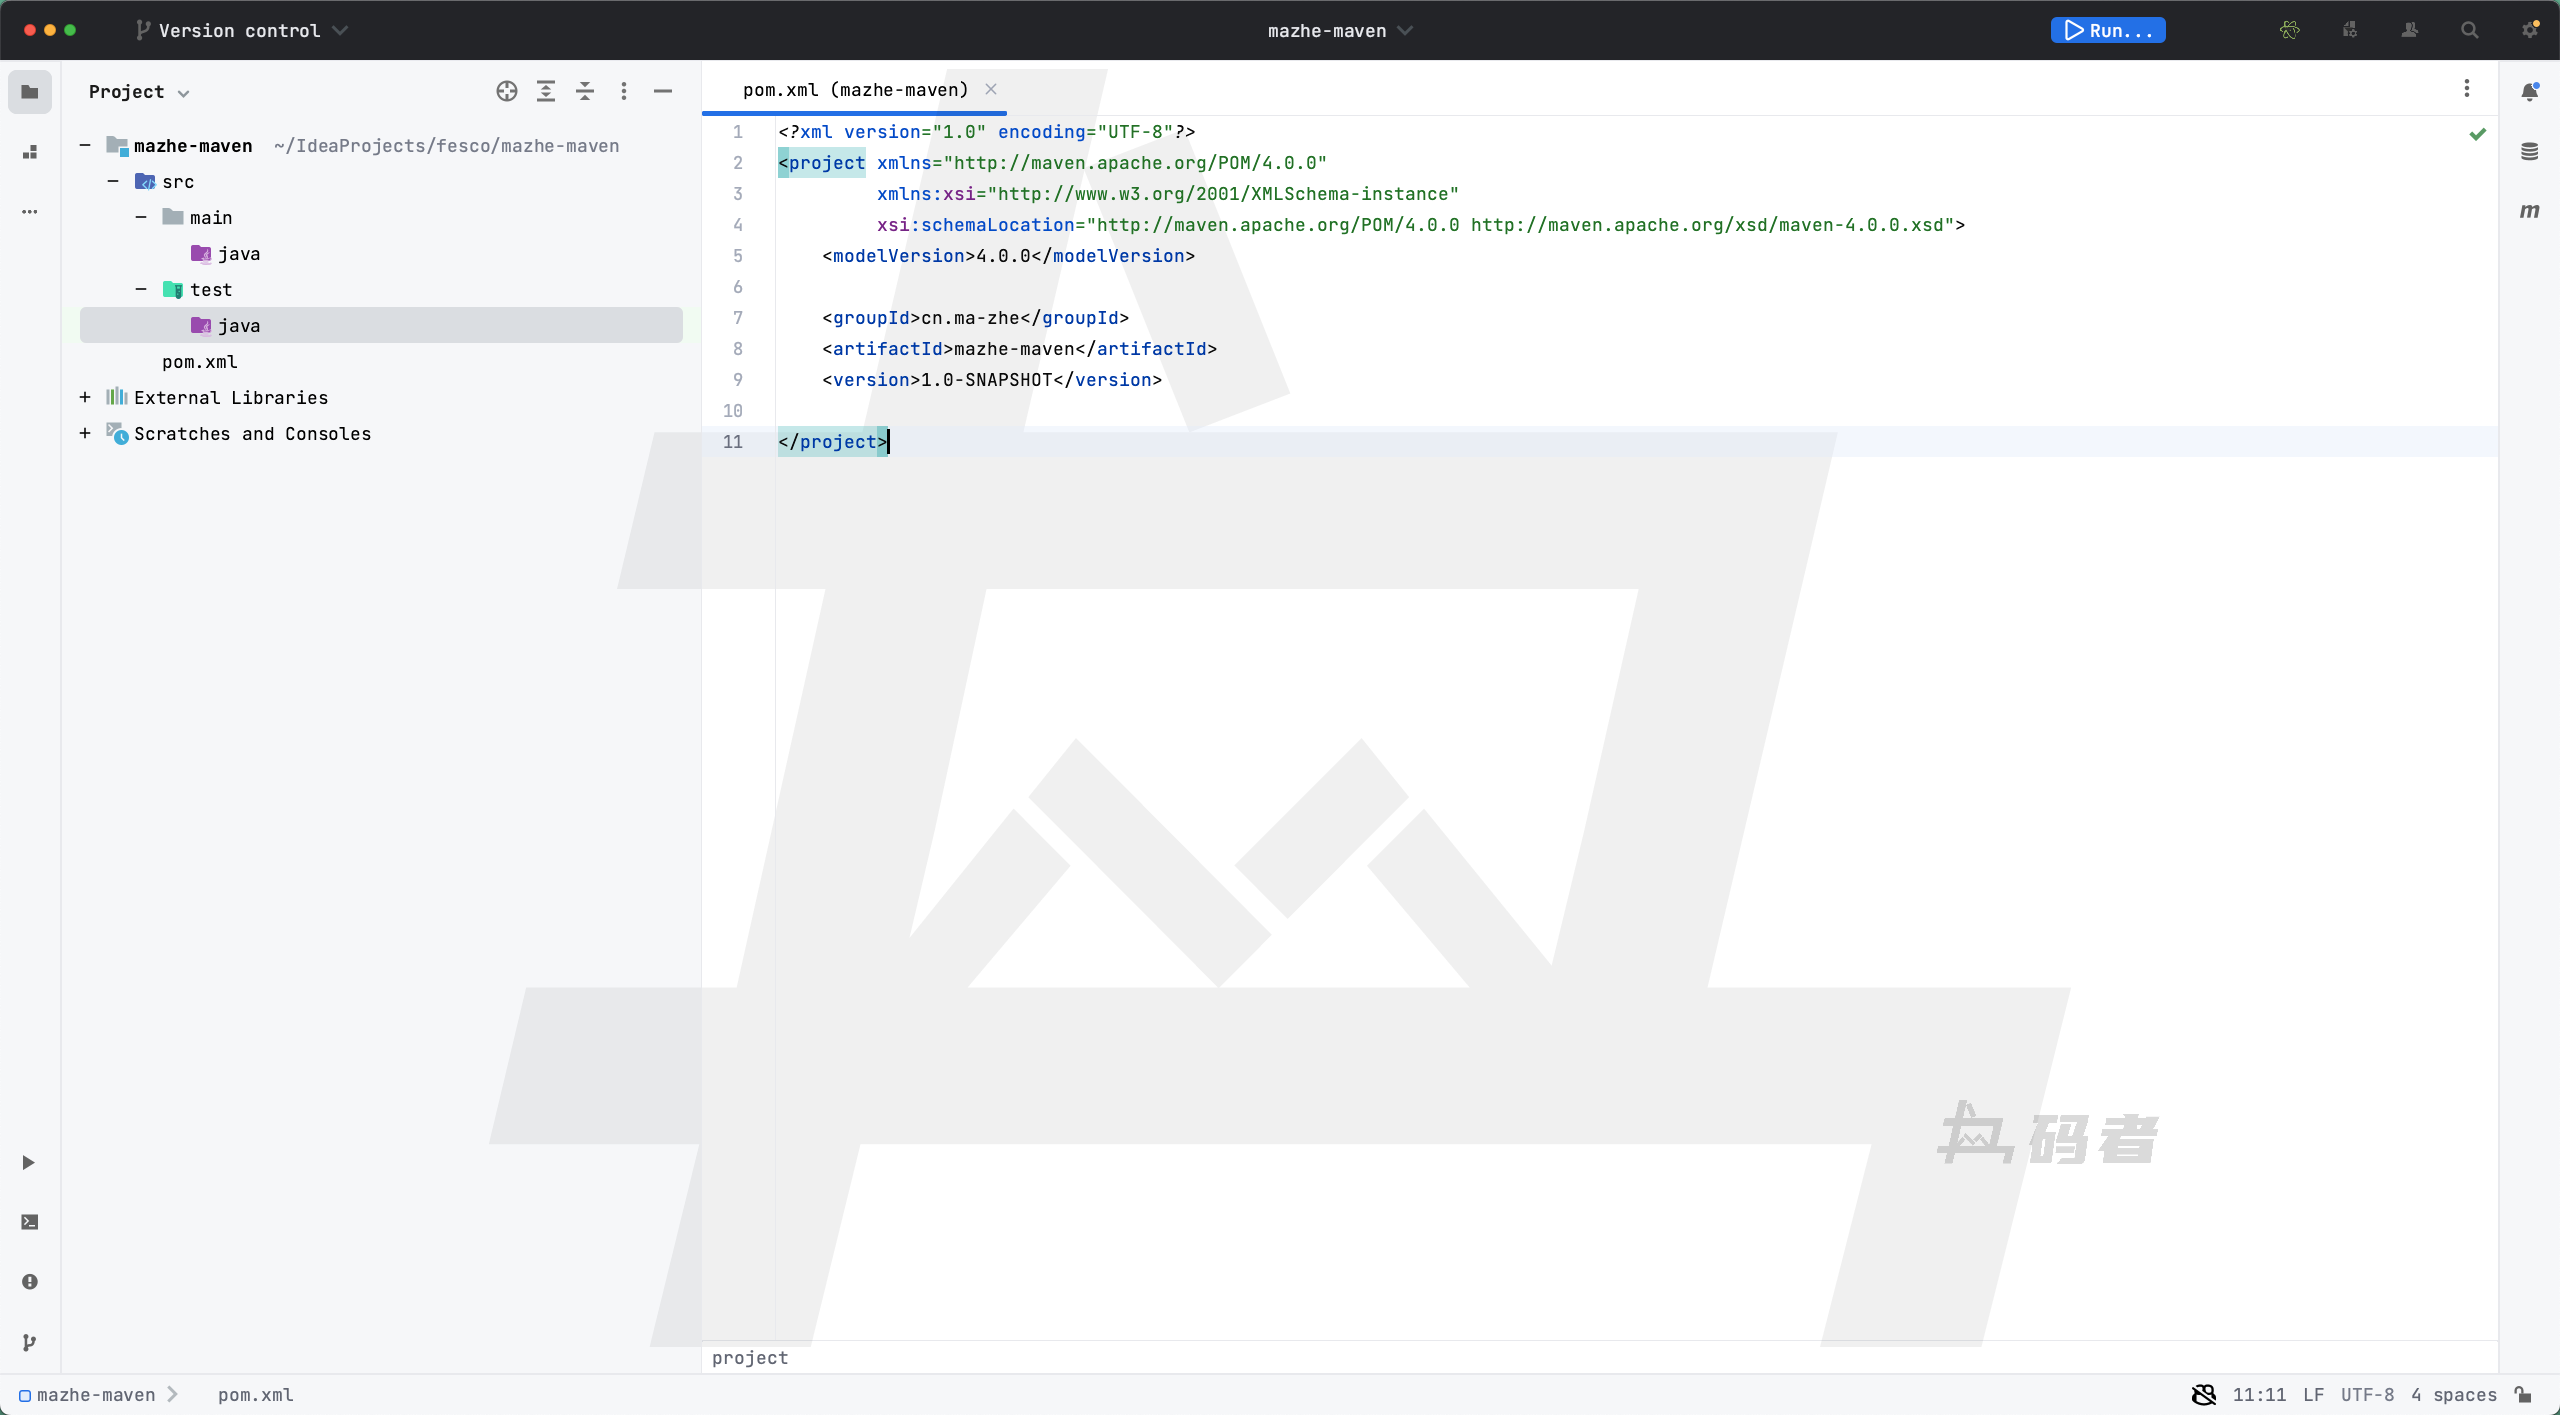 Version control
mazhe-maven
Run...
Project
mazhe-maven ~/IdeaProjects/fesco/mazhe-maven
src
main
java
test
java
pom.xml
External Libraries
Scratches and Consoles
pom.xml (mazhe-maven)
1 <?xml version="1.0" encoding="UTF-8"?>
2 <project xmlns="http://maven.apache.org/POM/4.0.0"
3 xmlns:xsi="http://www.w3.org/2001/XMLSchema-instance"
4 xsi:schemaLocation="http://maven.apache.org/POM/4.0.0 http://maven.apache.org/xsd/maven-4.0.0.xsd">
5 <modelVersion>4.0.0</modelVersion>
6
7 <groupId>cn.ma-zhe</groupId>
8 <artifactId>mazhe-maven</artifactId>
9 <version>1.0-SNAPSHOT</version>
10
11 </project>
m
码者
project
mazhe-maven pom.xml
11:11 LF UTF-8 4 spaces